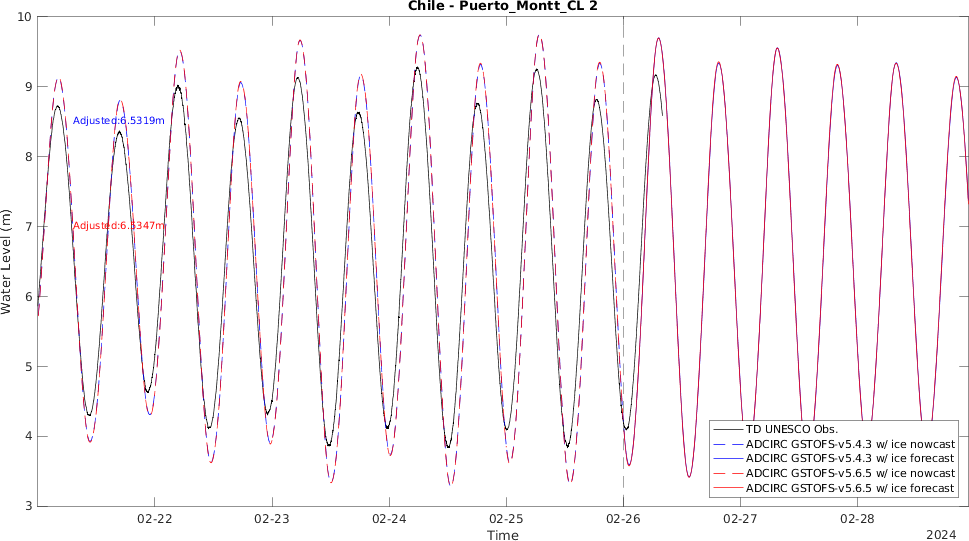 Chile - Puerto_Montt_CL 2
10
9
8
7
6
5
4
3
Water Level (m)
Adjusted:6.5319m
Adjusted:6.5347m
TD UNESCO Obs.
ADCIRC GSTOFS-v5.4.3 w/ ice nowcast
ADCIRC GSTOFS-v5.4.3 w/ ice forecast
ADCIRC GSTOFS-v5.6.5 w/ ice nowcast
ADCIRC GSTOFS-v5.6.5 w/ ice forecast
02-22 02-23 02-24 02-25 02-26 02-27 02-28
Time
2024